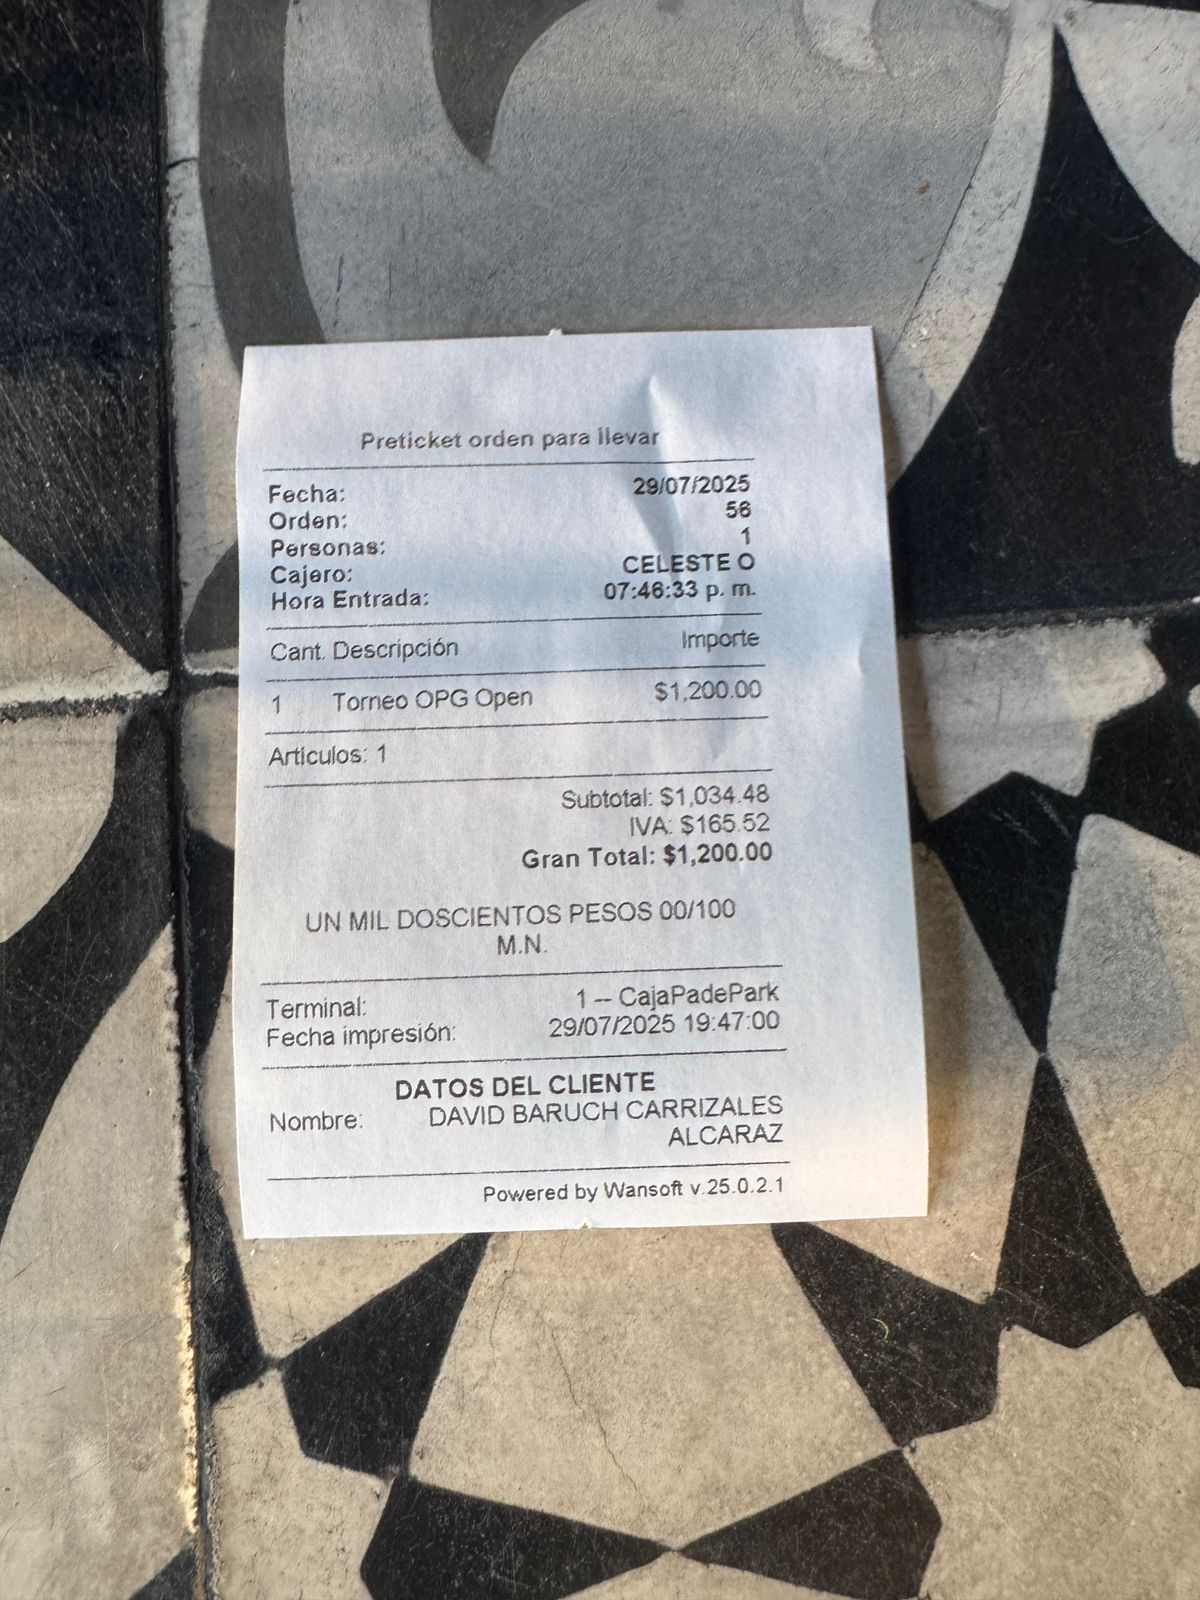 Preticket orden para llevar
Fecha: 29/07/2025
Orden: 56
Personas: 1
Cajero: CELESTE O
Hora Entrada: 07:46:33 p. m.
Cant. Descripción Importe
1 Torneo OPG Open $1,200.00
Articulos: 1
Subtotal: $1,034.48
IVA: $165.52
Gran Total: $1,200.00
UN MIL DOSCIENTOS PESOS 00/100
M.N.
Terminal: 1 -- CajaPadePark
Fecha impresión: 29/07/2025 19:47:00
DATOS DEL CLIENTE
Nombre: DAVID BARUCH CARRIZALES
ALCARAZ
Powered by Wansoft v.25.0.2.1